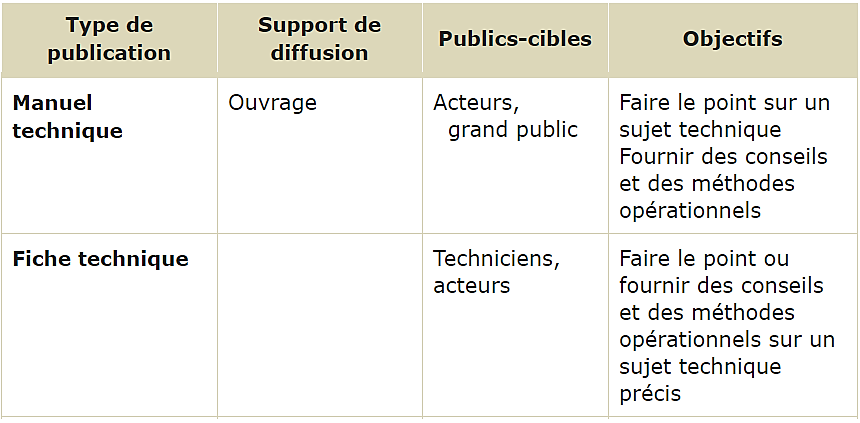 Type de
publication
Support de
diffusion
Publics-cibles
Objectifs
Manuel
technique
Ouvrage
Acteurs,
grand public
Faire le point sur un
sujet technique
Fournir des conseils
et des méthodes
opérationnels
Fiche technique
Techniciens,
acteurs
Faire le point ou
fournir des conseils
et des méthodes
opérationnels sur un
sujet technique
précis